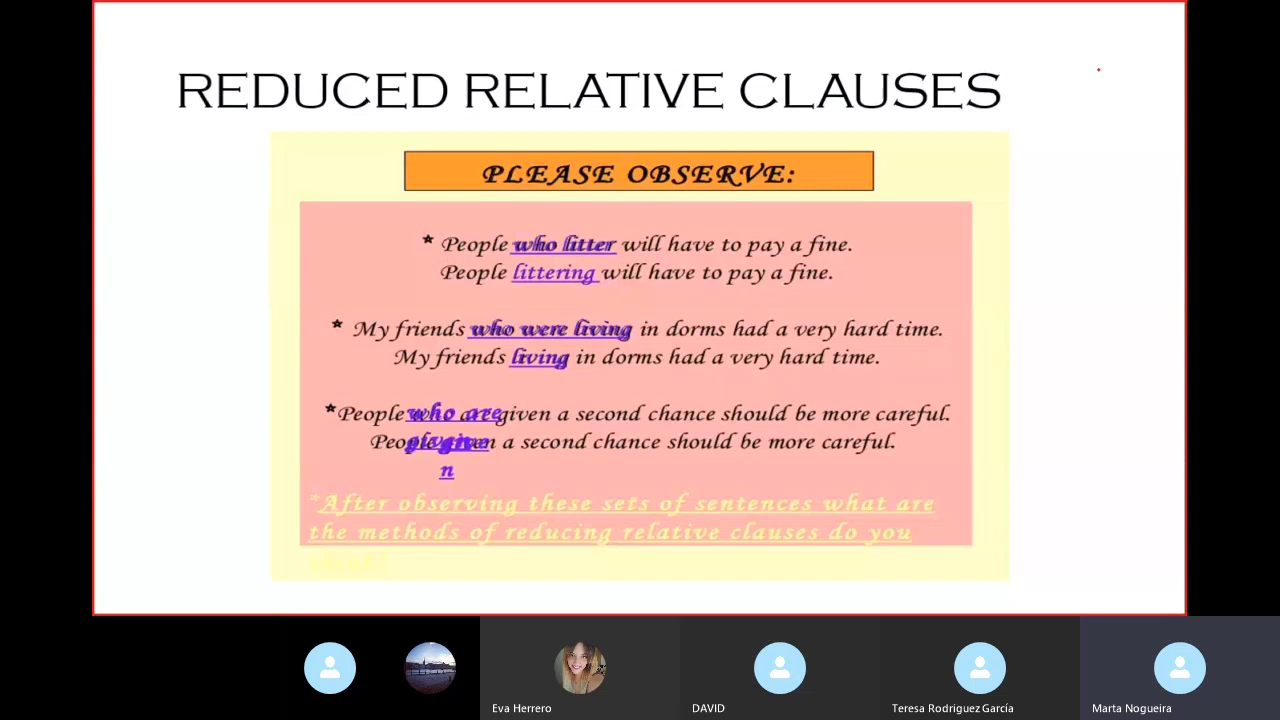 REDUCED RELATIVE CLAUSES
PLEASE OBSERVE:
* People who litter will have to pay a fine.
People littering will have to pay a fine.
* My friends who were living in dorms had a very hard time.
My friends living in dorms had a very hard time.
* People who are given a second chance should be more careful.
People given a second chance should be more careful.
*After observing these sets of sentences what are
the methods of reducing relative clauses do you
Eva Herrero
DAVID
Teresa Rodriguez García
Marta Nogueira